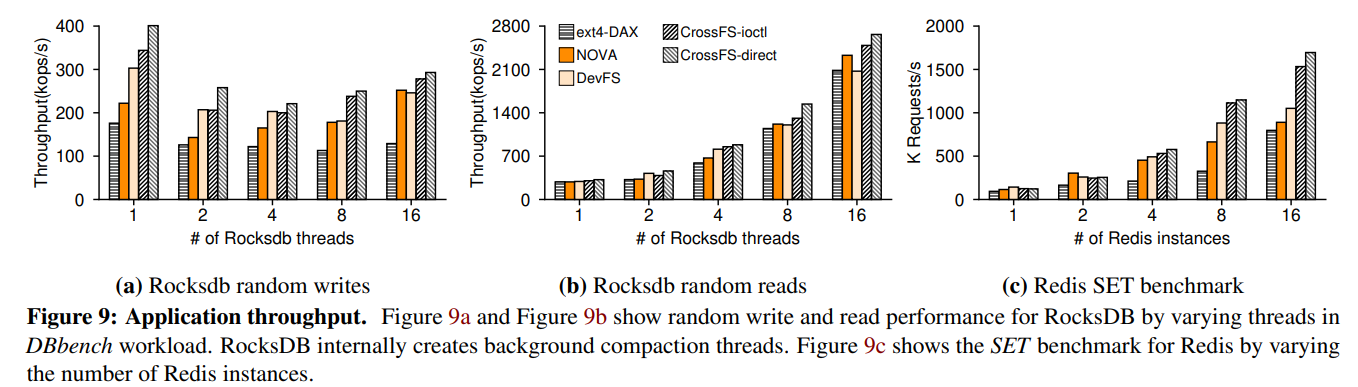 400
300
200
100
0
Throughput(kops/s)
1 2 4 8 16
# of Rocksdb threads
(a) Rocksdb random writes
2800
2100
1400
700
0
Throughput(kops/s)
ext4-DAX
NOVA
DevFS
CrossFS-ioctl
CrossFS-direct
1 2 4 8 16
# of Rocksdb threads
(b) Rocksdb random reads
2000
1500
1000
500
0
K Requests/s
1 2 4 8 16
# of Redis instances
(c) Redis SET benchmark
Figure 9: Application throughput. Figure 9a and Figure 9b show random write and read performance for RocksDB by varying threads in
DBbench workload. RocksDB internally creates background compaction threads. Figure 9c shows the SET benchmark for Redis by varying
the number of Redis instances.